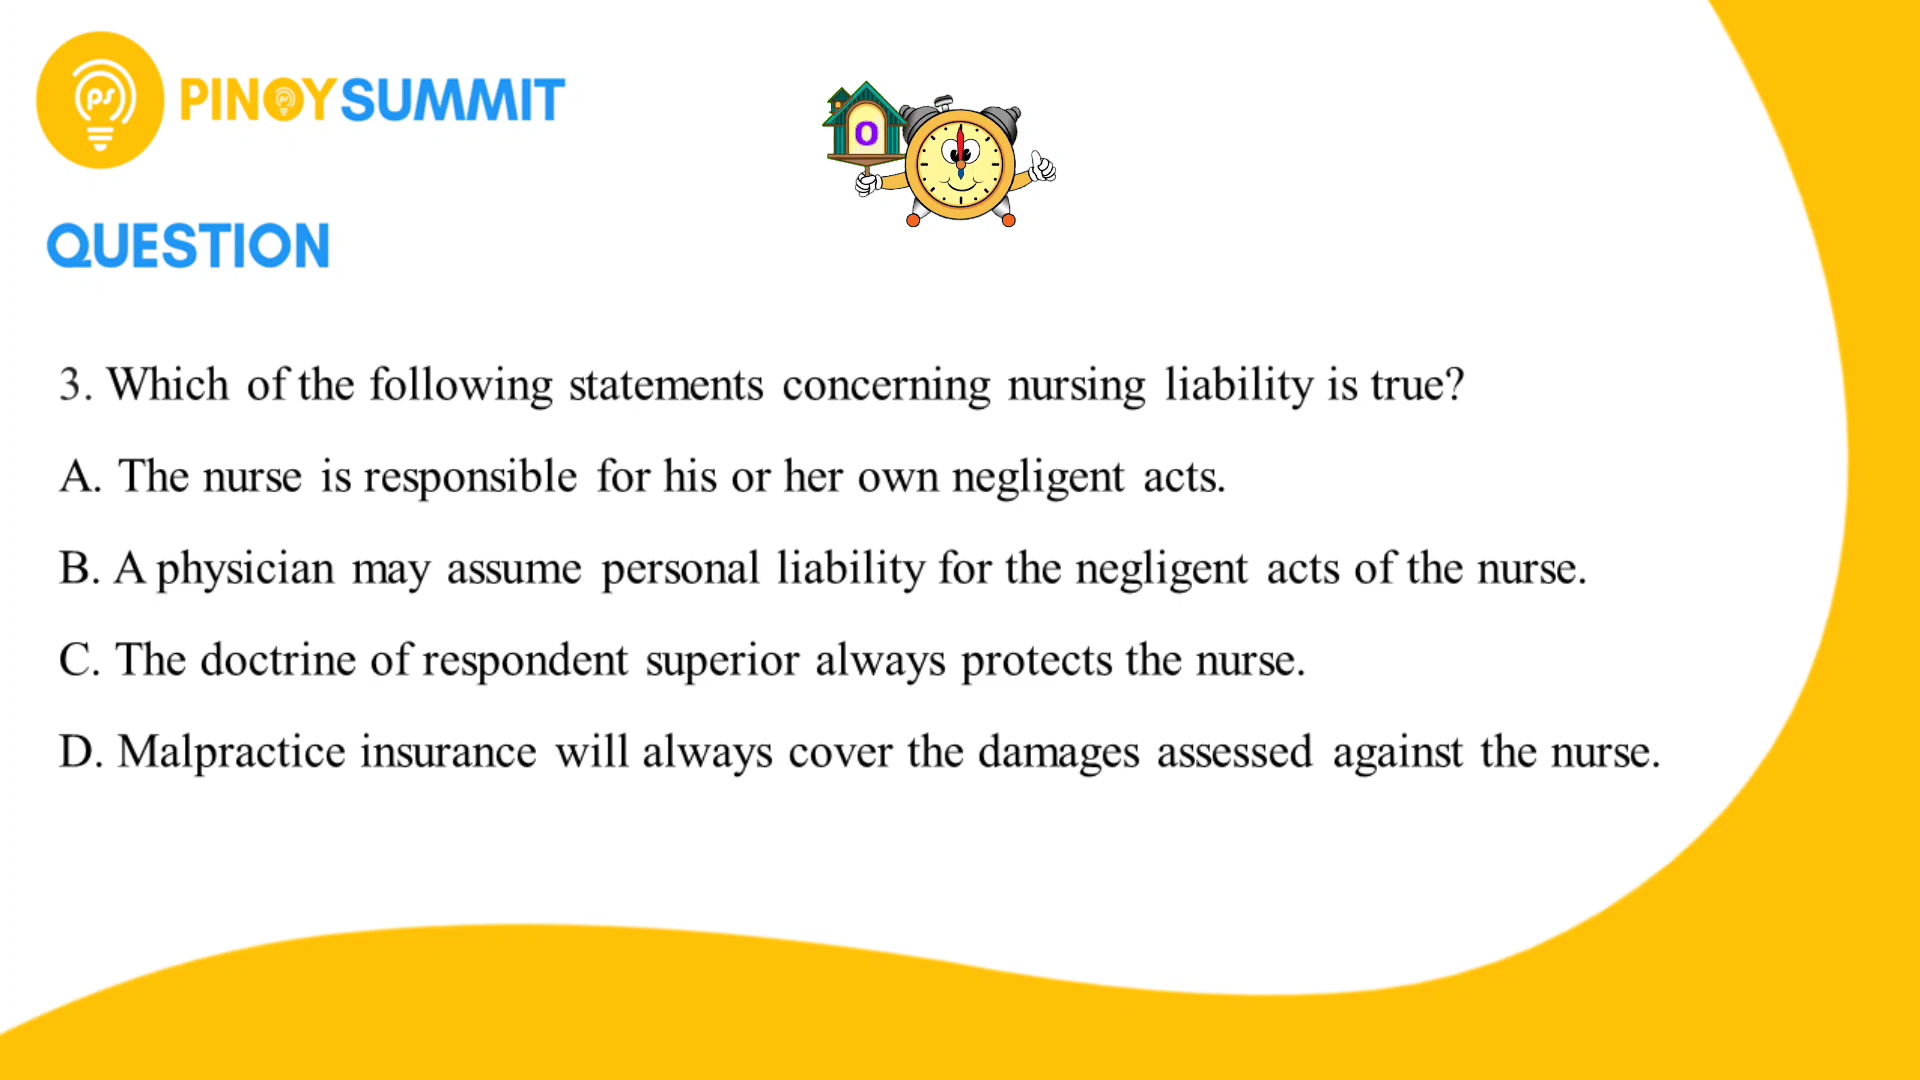 ps PINOYSUMMIT
0
QUESTION
3. Which of the following statements concerning nursing liability is true?
A. The nurse is responsible for his or her own negligent acts.
B. A physician may assume personal liability for the negligent acts of the nurse.
C. The doctrine of respondent superior always protects the nurse.
D. Malpractice insurance will always cover the damages assessed against the nurse.